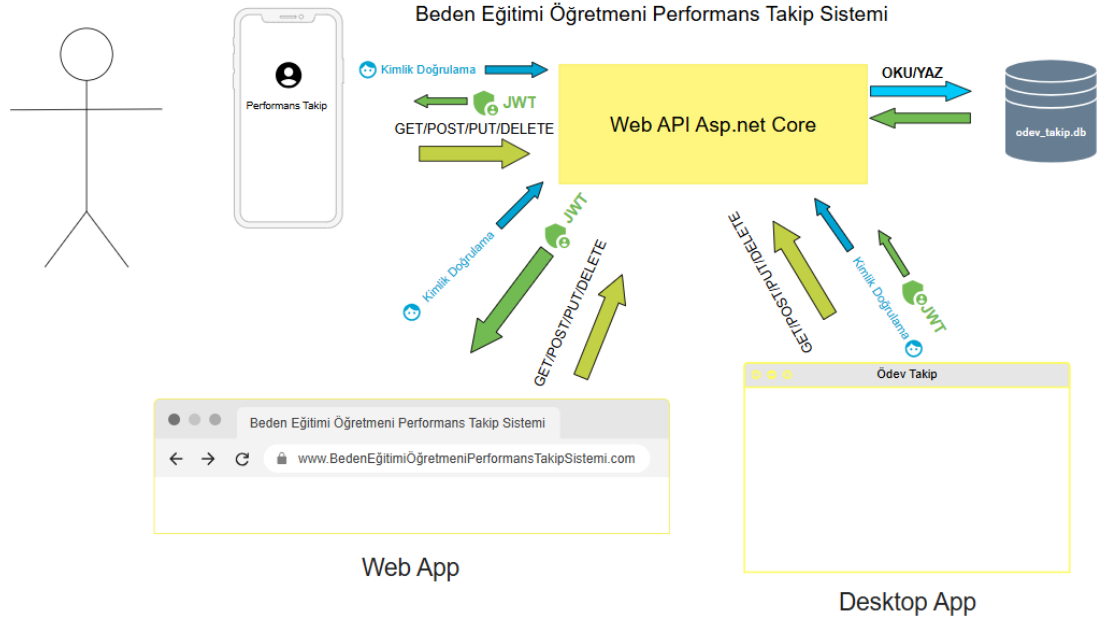 Beden Eğitimi Öğretmeni Performans Takip Sistemi
Performans Takip
Kimlik Doğrulama
JWT
GET/POST/PUT/DELETE
Web API Asp.net Core
OKU/YAZ
odev_takip.db
Kimlik Doğrulama
JWT
GET/POST/PUT/DELETE
GET/POST/PUT/DELETE
Kimlik Doğrulama
JWT
Beden Eğitimi Öğretmeni Performans Takip Sistemi
www.BedenEğitimiÖğretmeniPerformansTakipSistemi.com
Web App
Ödev Takip
Desktop App